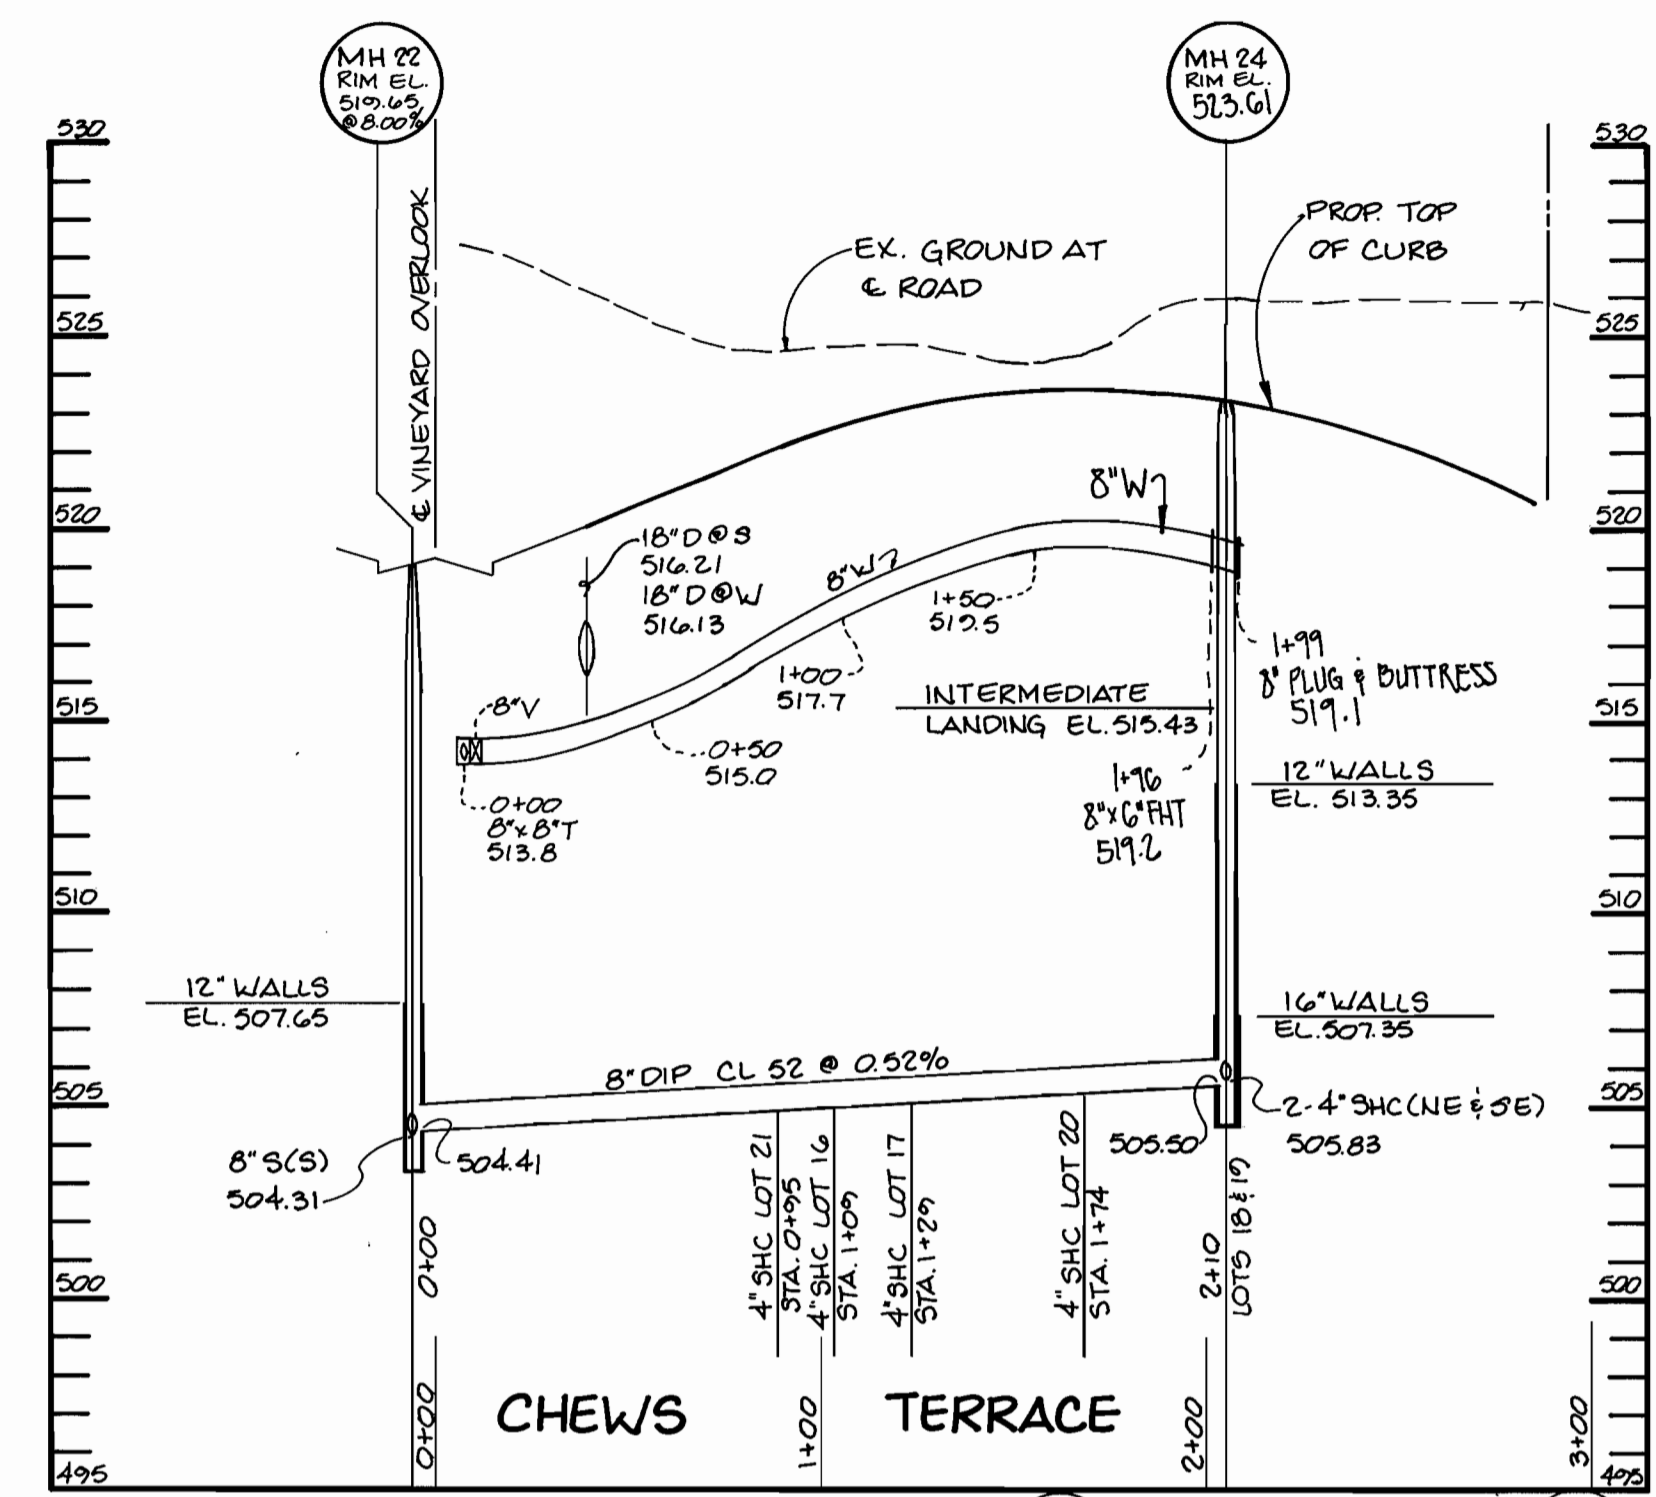 MH 22
RIM EL.
519.65
@ 8.00%
MH 24
RIM EL.
523.61
530
525
520
515
510
505
500
495
530
525
520
515
510
505
500
495
℄ VINEYARD OVERLOOK
EX. GROUND AT
℄ ROAD
PROP. TOP
OF CURB
8"W
18"D@S
516.21
18"D@W
516.13
8"W
1+50
519.5
1+00
517.7
8"V
0+50
515.0
0+00
8"x8"T
513.8
INTERMEDIATE
LANDING EL. 515.43
1+99
8" PLUG & BUTTRESS
519.1
1+96
8"x6"FHT
519.2
12" WALLS
EL. 513.35
12" WALLS
EL. 507.65
16" WALLS
EL. 507.35
8" DIP CL 52 @ 0.52%
8" S(S)
504.31
504.41
505.50
2-4" SHC (NE & SE)
505.83
0+00
4" SHC LOT 21
STA. 0+95
4" SHC LOT 16
STA. 1+09
4" SHC LOT 17
STA. 1+29
4" SHC LOT 20
STA. 1+74
2+10
LOTS 18 & 19
CHEWS TERRACE
0+00
1+00
2+00
3+00